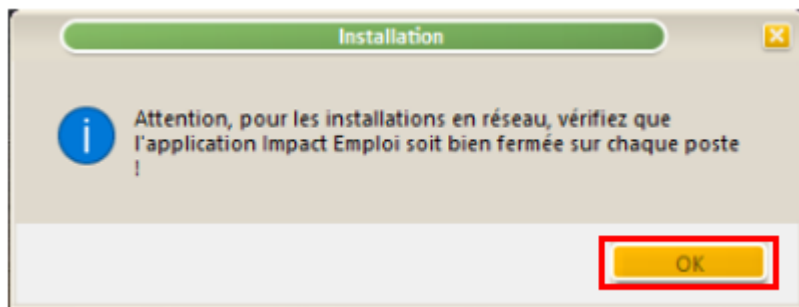 Installation
Attention, pour les installations en réseau, vérifiez que
l'application Impact Emploi soit bien fermée sur chaque poste
!
OK